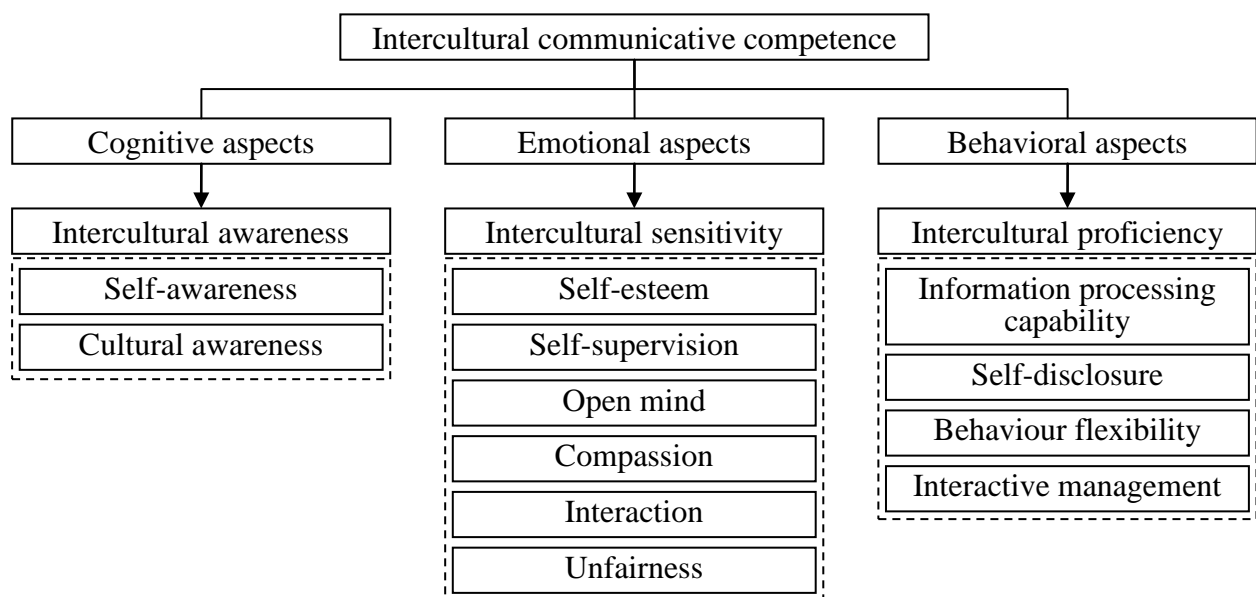 Intercultural communicative competence
Cognitive aspects
Emotional aspects
Behavioral aspects
Intercultural awareness
Intercultural sensitivity
Intercultural proficiency
Self-awareness
Cultural awareness
Self-esteem
Self-supervision
Open mind
Compassion
Interaction
Unfairness
Information processing
capability
Self-disclosure
Behaviour flexibility
Interactive management